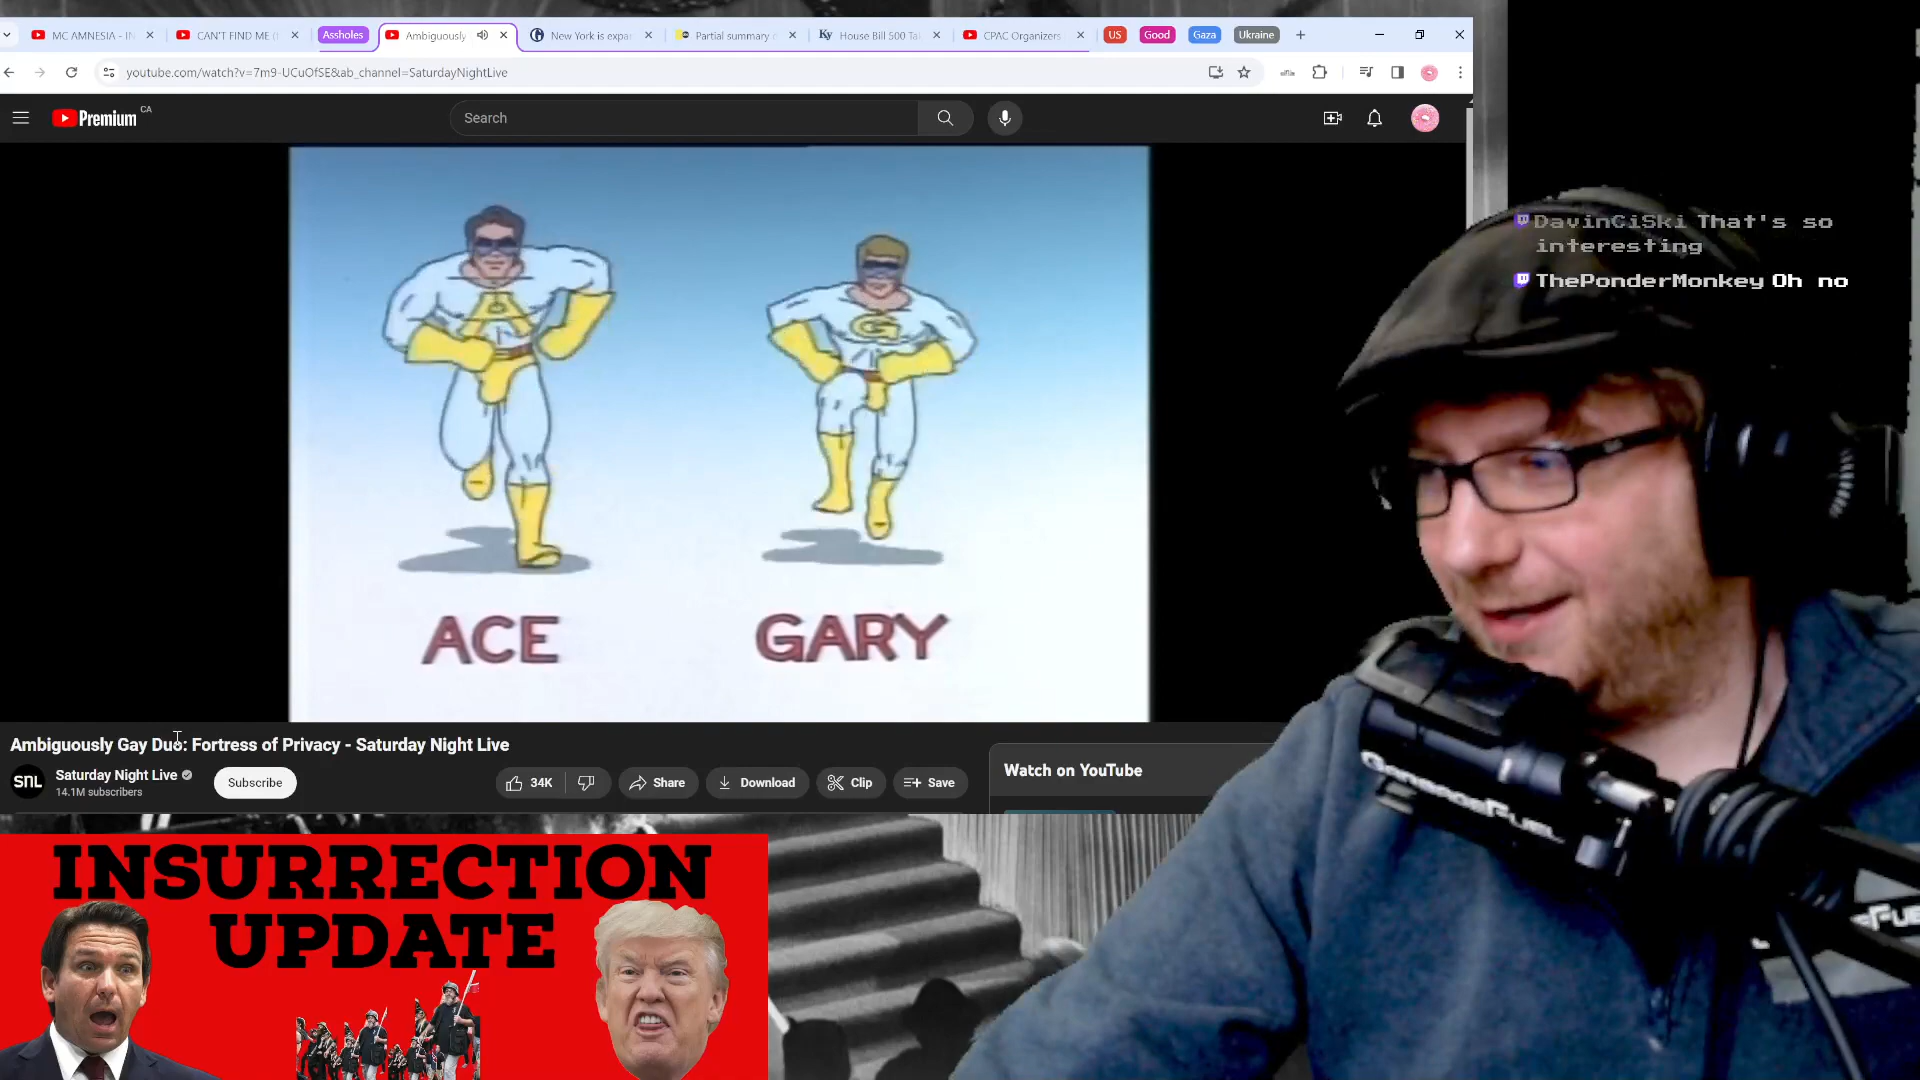 MC AMNESIA - IN
CAN'T FIND ME (
Assholes
Ambiguously
New York is expa
Partial summary
Ky House Bill 500 Ta
CPAC Organizers
US
Good
Gaza
Ukraine
youtube.com/watch?v=7m9-UCuOfSE&ab_channel=SaturdayNightLive
Premium CA
Search
A
G
ACE
GARY
DavinCiSki That's so
interesting
ThePonderMonkey Oh no
Ambiguously Gay Duo: Fortress of Privacy - Saturday Night Live
SNL
Saturday Night Live
14.1M subscribers
Subscribe
34K
Share
Download
Clip
Save
Watch on YouTube
INSURRECTION
UPDATE